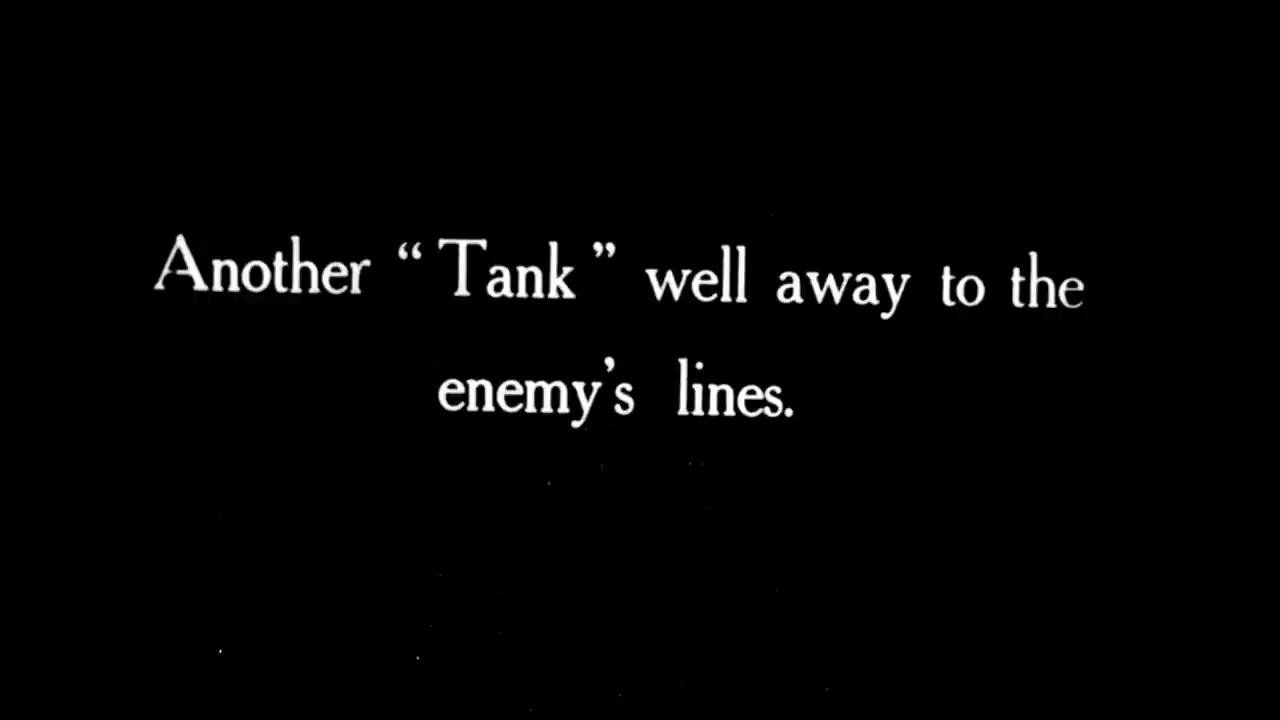 Another “Tank” well away to the
enemy’s lines.